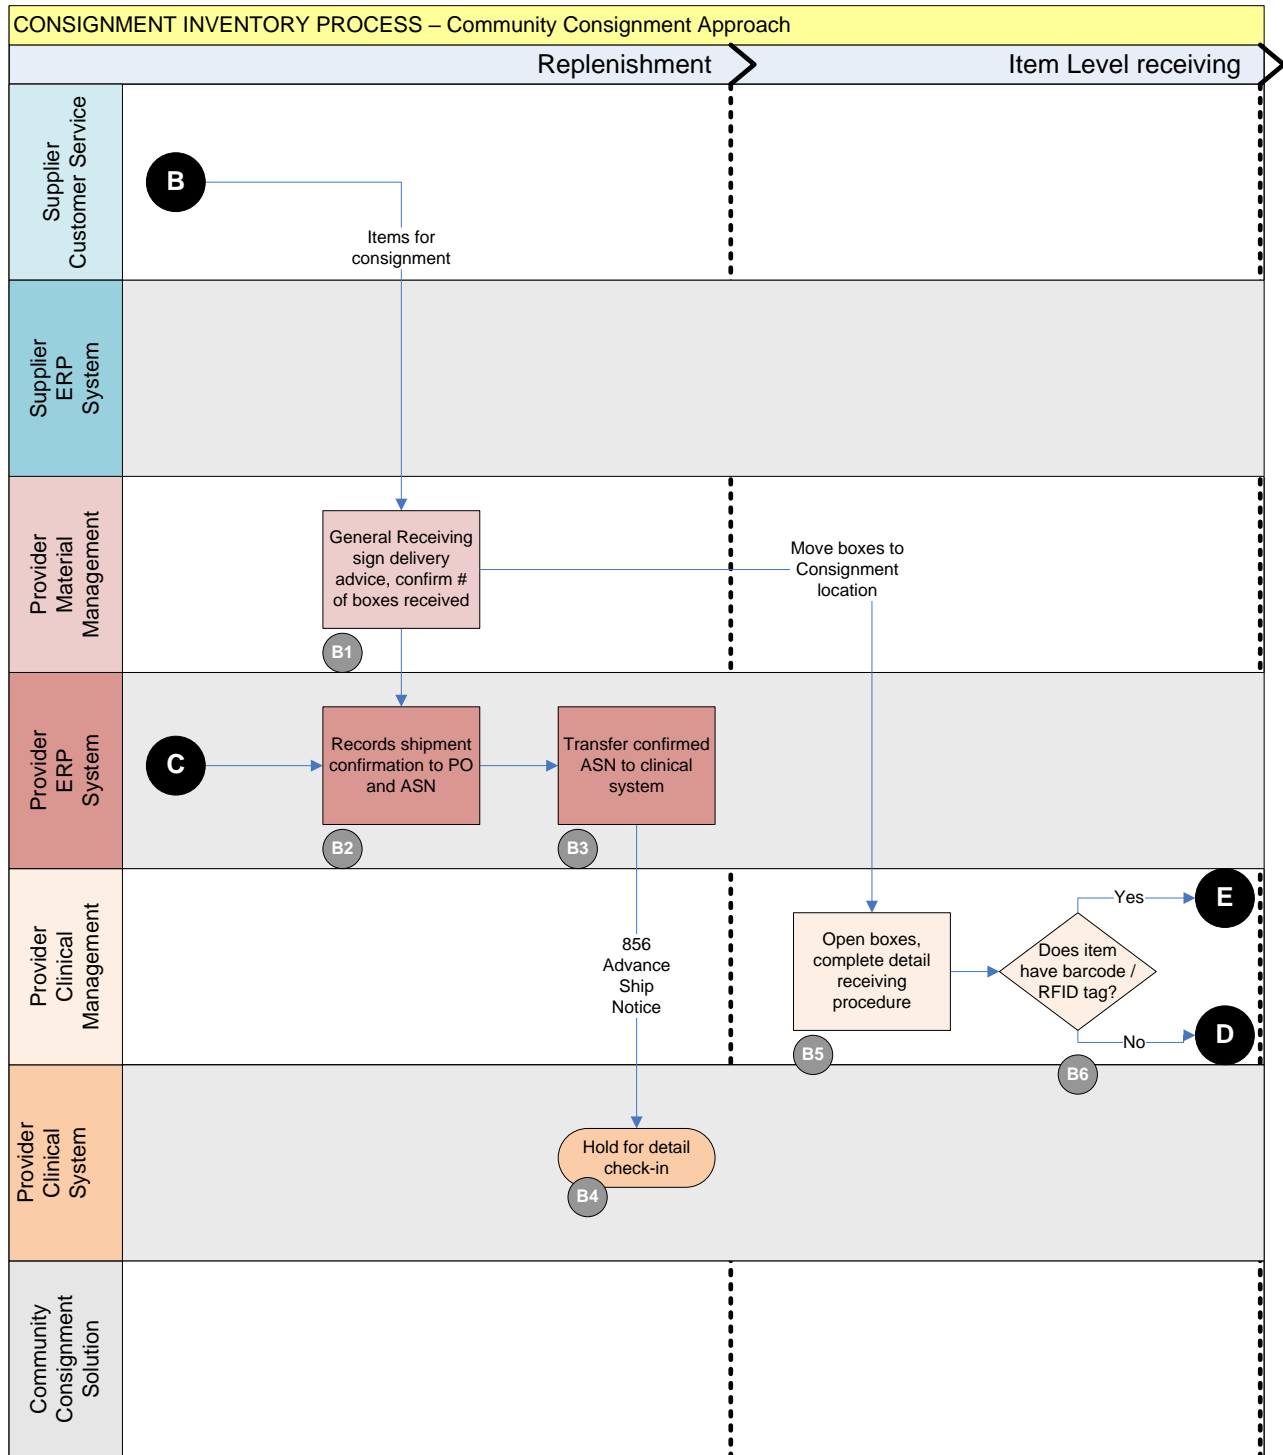 CONSIGNMENT INVENTORY PROCESS – Community Consignment Approach
Replenishment
Item Level receiving
Supplier
Customer Service
B
Items for
consignment
Supplier
ERP
System
Provider
Material
Management
General Receiving
sign delivery
advice, confirm #
of boxes received
B1
Move boxes to
Consignment
location
Provider
ERP
System
C
Records shipment
confirmation to PO
and ASN
B2
Transfer confirmed
ASN to clinical
system
B3
Provider
Clinical
Management
856
Advance
Ship
Notice
Open boxes,
complete detail
receiving
procedure
B5
Does item
have barcode /
RFID tag?
B6
Yes
E
No
D
Provider
Clinical
System
Hold for detail
check-in
B4
Community
Consignment
Solution